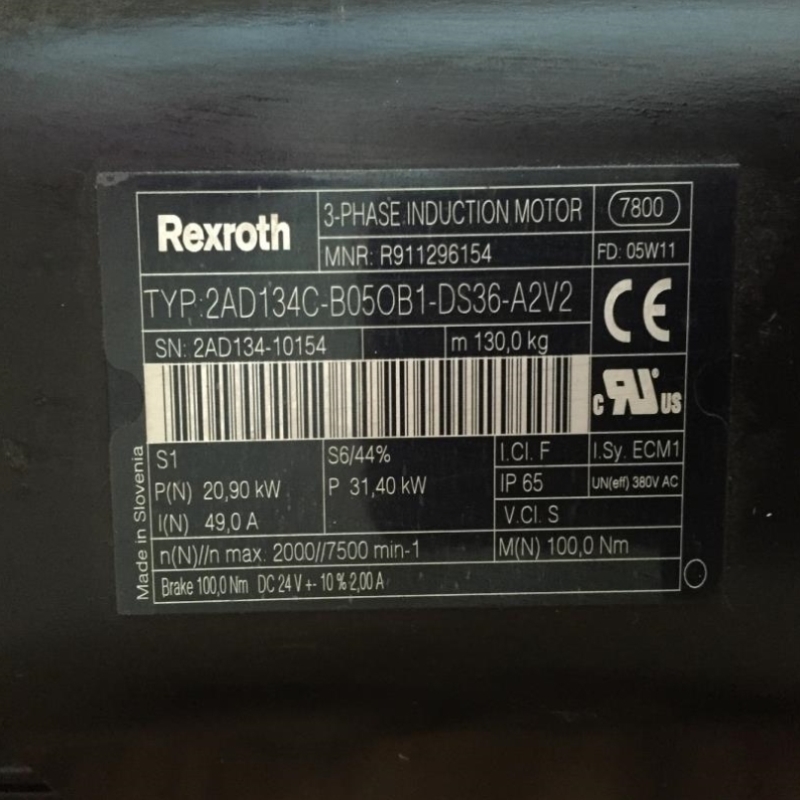 Rexroth
3-PHASE INDUCTION MOTOR
7800
MNR: R911296154
FD: 05W11
TYP: 2AD134C-B05OB1-DS36-A2V2
CE
SN: 2AD134-10154
m 130,0 kg
c RU US
S1
S6/44%
I.Cl. F
I.Sy. ECM1
P(N) 20,90 kW
P 31,40 kW
IP 65
UN(eff) 380V AC
I(N) 49,0 A
V.Cl. S
n(N)//n max. 2000//7500 min-1
M(N) 100,0 Nm
Brake 100,0 Nm DC 24 V +- 10 % 2,00 A
Made in Slovenia